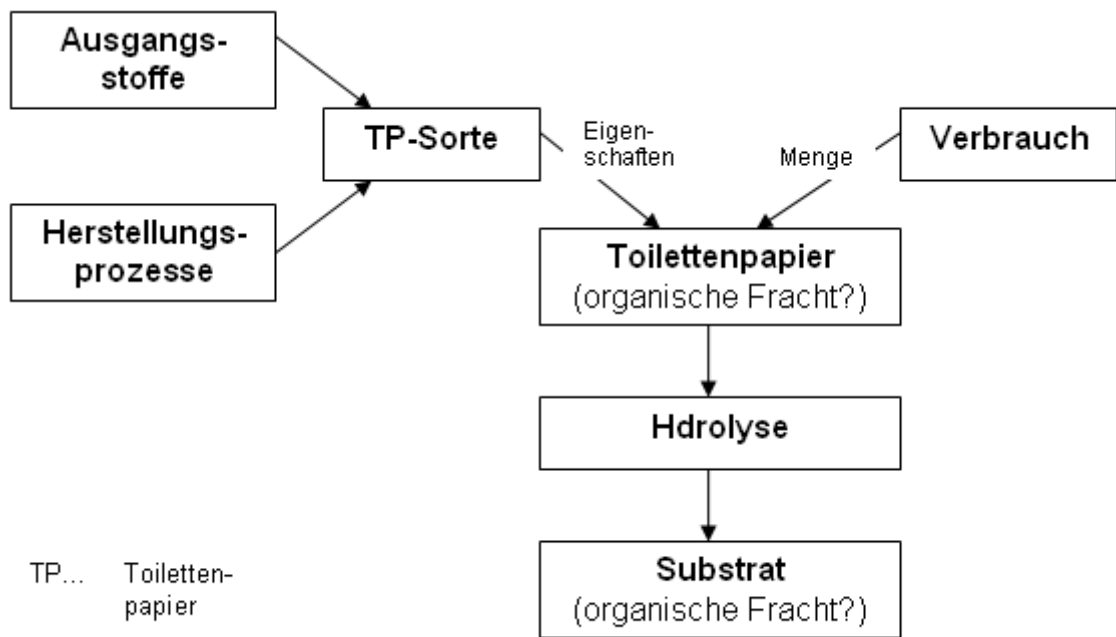 Ausgangs-
stoffe
TP-Sorte
Eigen-
schaften
Menge
Verbrauch
Herstellungs-
prozesse
Toilettenpapier
(organische Fracht?)
Hdrolyse
Substrat
(organische Fracht?)
TP... Toiletten-
papier